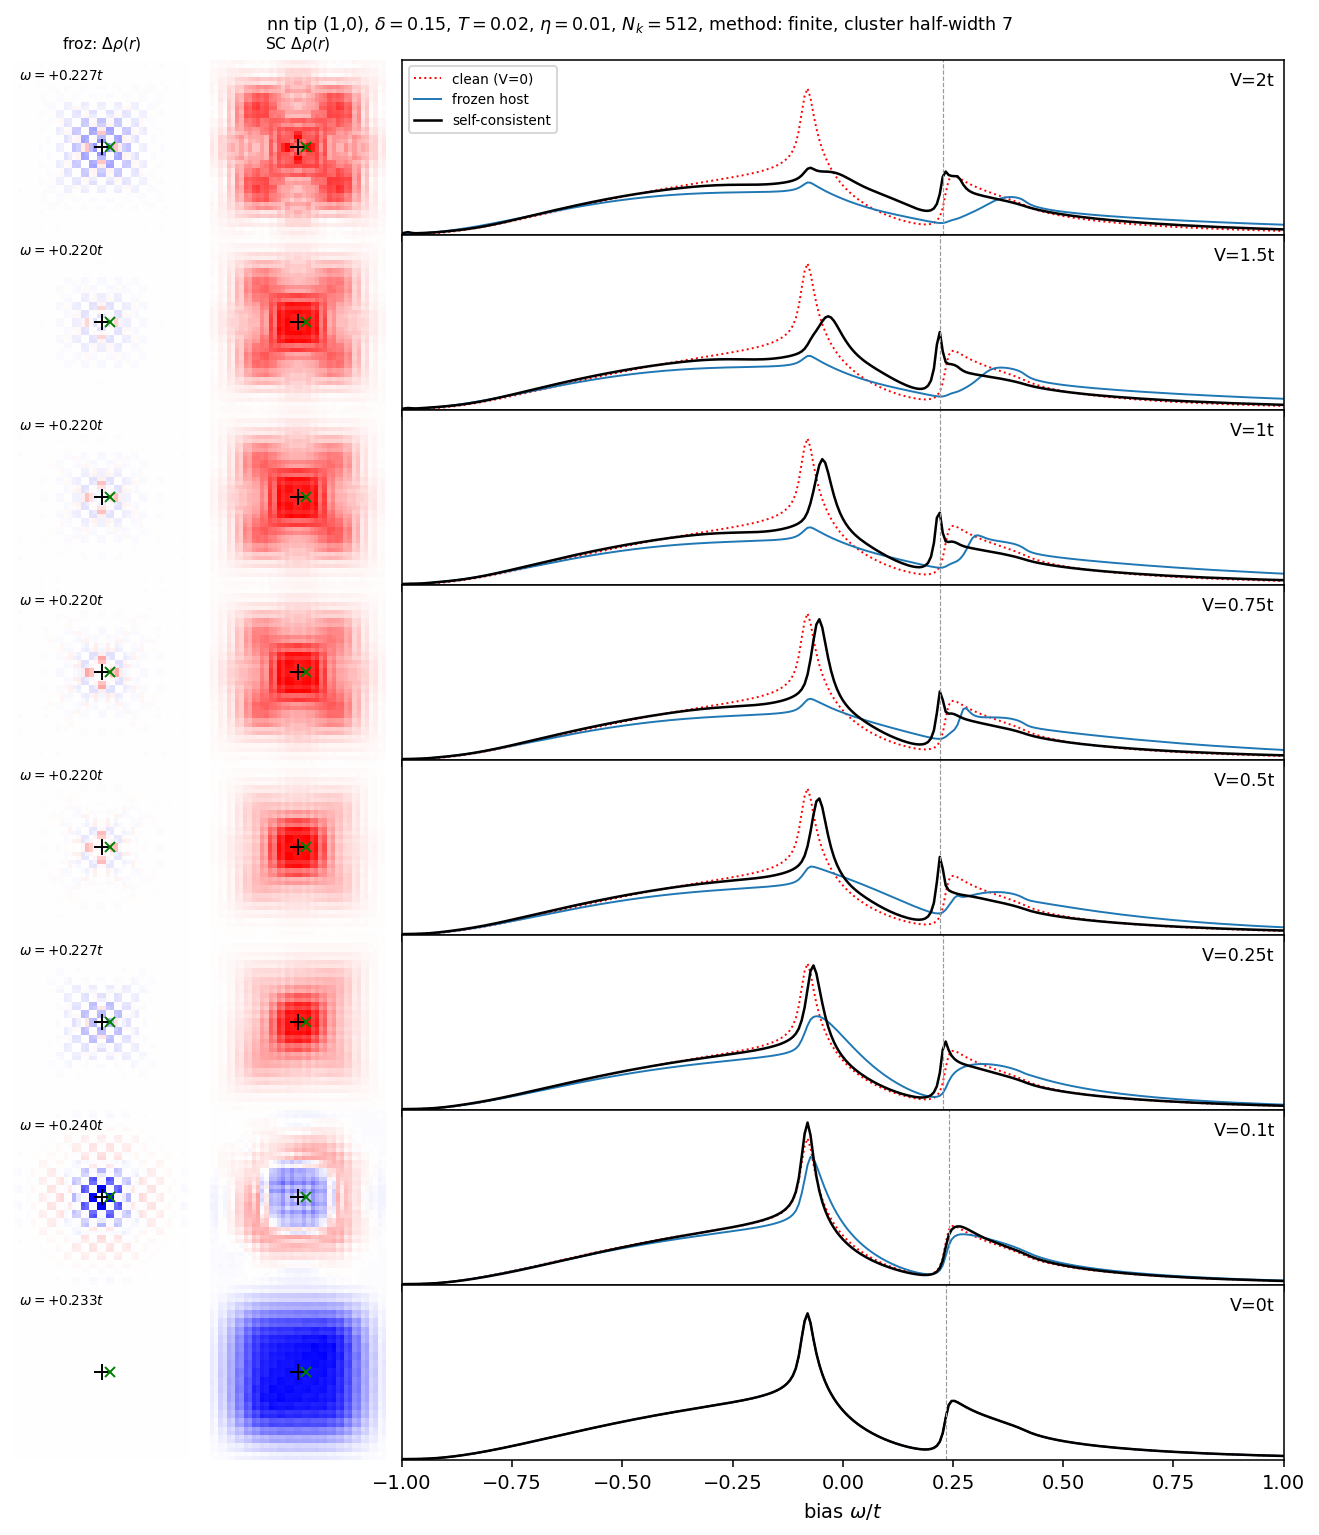 nn tip (1,0), δ = 0.15, T = 0.02, η = 0.01, N_k = 512, method: finite, cluster half-width 7
froz: Δρ(r)
SC Δρ(r)
ω = +0.227t
clean (V=0)
frozen host
self-consistent
V=2t
ω = +0.220t
V=1.5t
ω = +0.220t
V=1t
ω = +0.220t
V=0.75t
ω = +0.220t
V=0.5t
ω = +0.227t
V=0.25t
ω = +0.240t
V=0.1t
ω = +0.233t
V=0t
−1.00 −0.75 −0.50 −0.25 0.00 0.25 0.50 0.75 1.00
bias ω/t